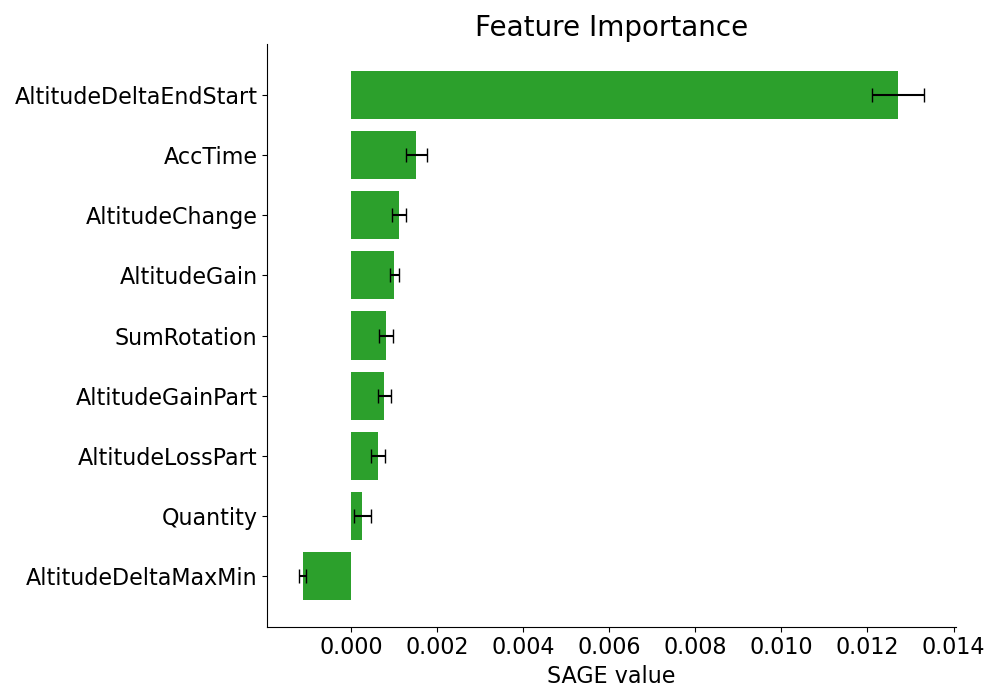 Feature Importance
AltitudeDeltaEndStart
AccTime
AltitudeChange
AltitudeGain
SumRotation
AltitudeGainPart
AltitudeLossPart
Quantity
AltitudeDeltaMaxMin
0.000 0.002 0.004 0.006 0.008 0.010 0.012 0.014
SAGE value